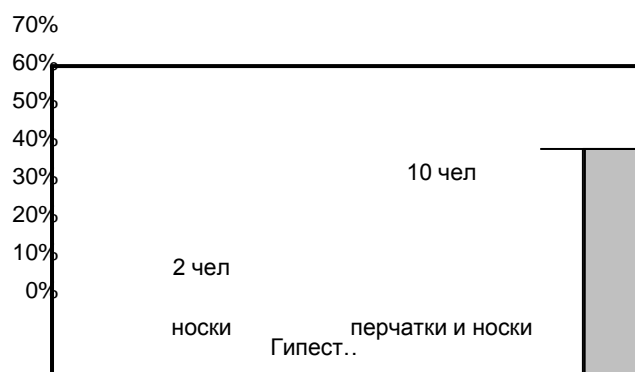 70%
60%
50%
40%
30%
20%
10%
0%
10 чел
2 чел
носки
перчатки и носки
Гипест..